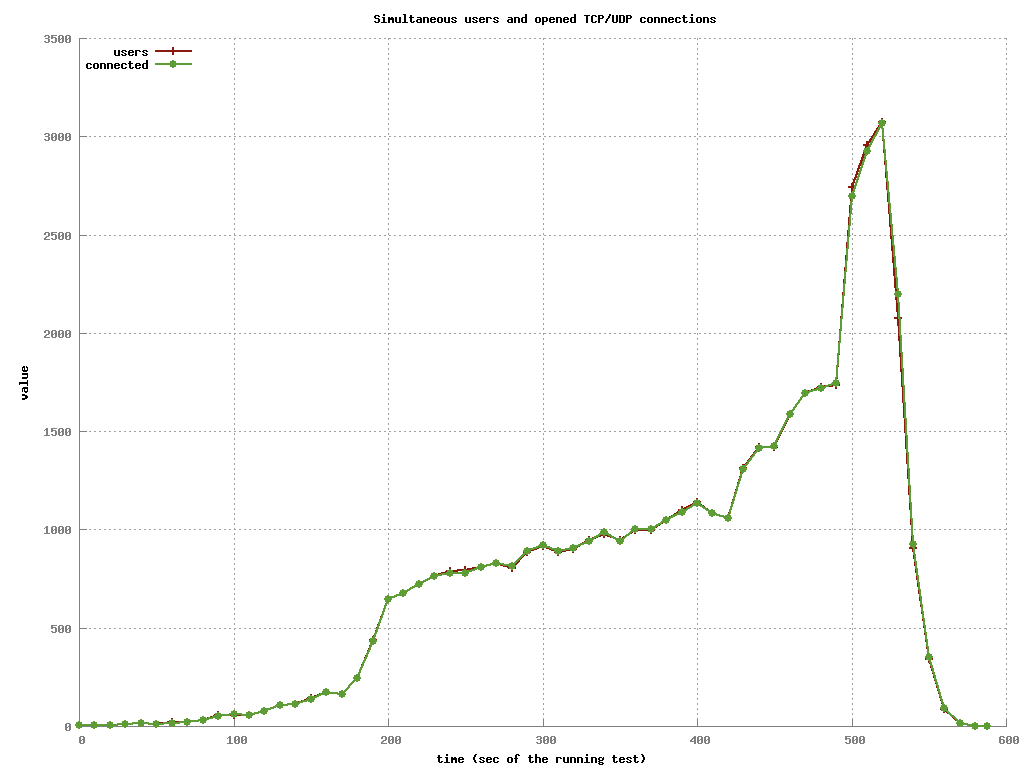 Simultaneous users and opened TCP/UDP connections
users
connected
3500
3000
2500
2000
1500
1000
500
0
value
0 100 200 300 400 500 600
time (sec of the running test)